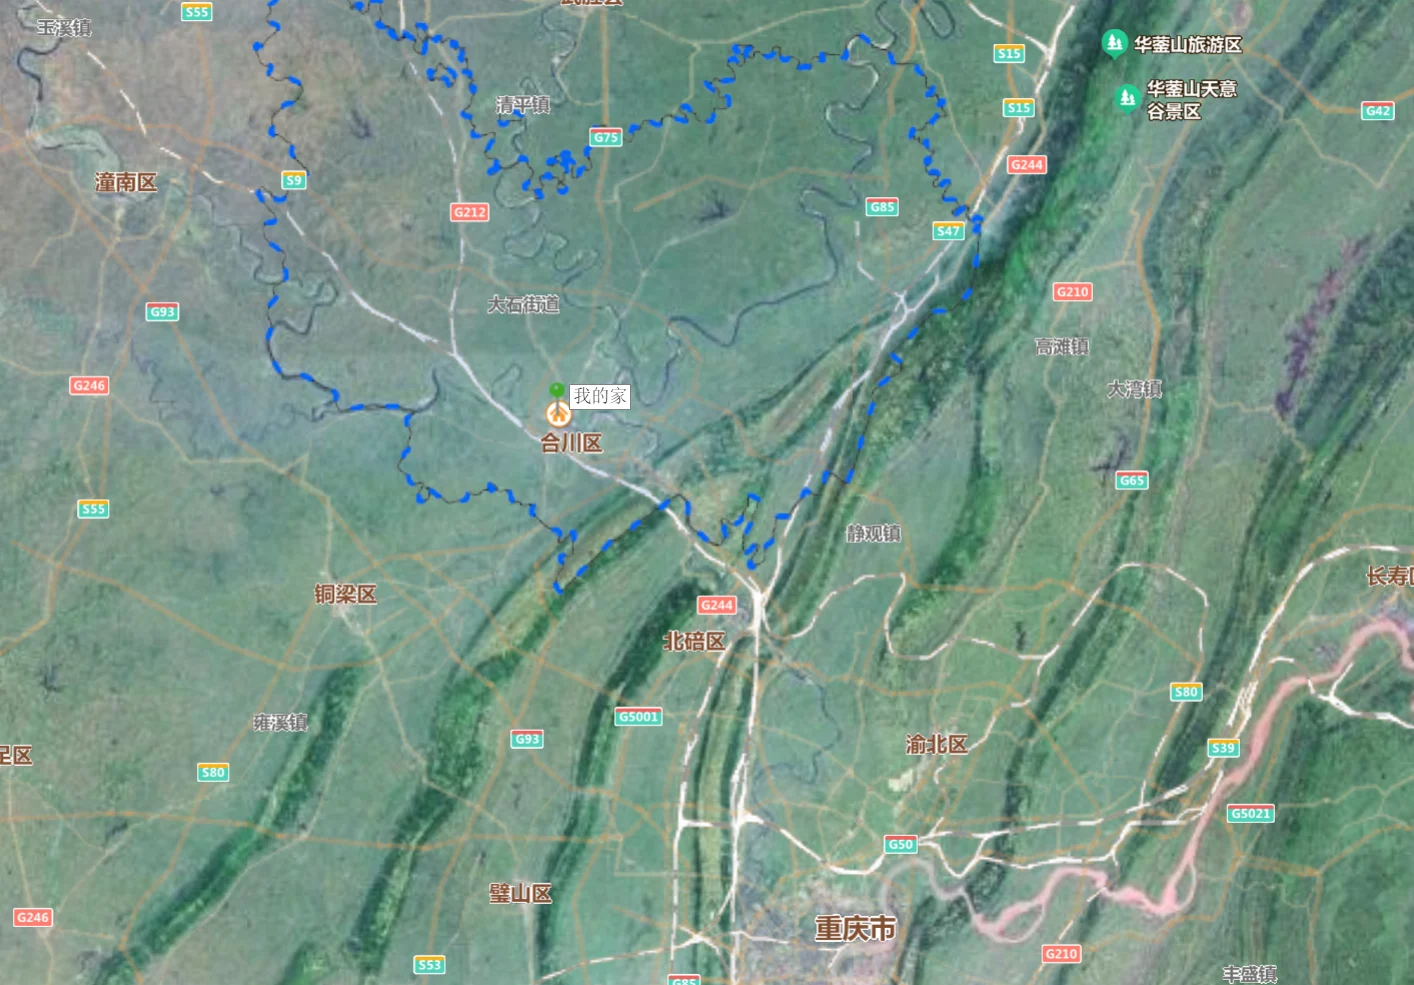 武胜县
S55
玉溪镇
华蓥山旅游区
S15
华蓥山天意
谷景区
清平镇
S15
G42
G75
G244
潼南区
S9
G212
G85
S47
G210
大石街道
G93
高滩镇
G246
大湾镇
我的家
合川区
G65
S55
静观镇
长寿
铜梁区
G244
北碚区
S80
G5001
雍溪镇
G93
渝北区
S39
足区
S80
G5021
G50
璧山区
G246
重庆市
G210
S53
丰盛镇
G85